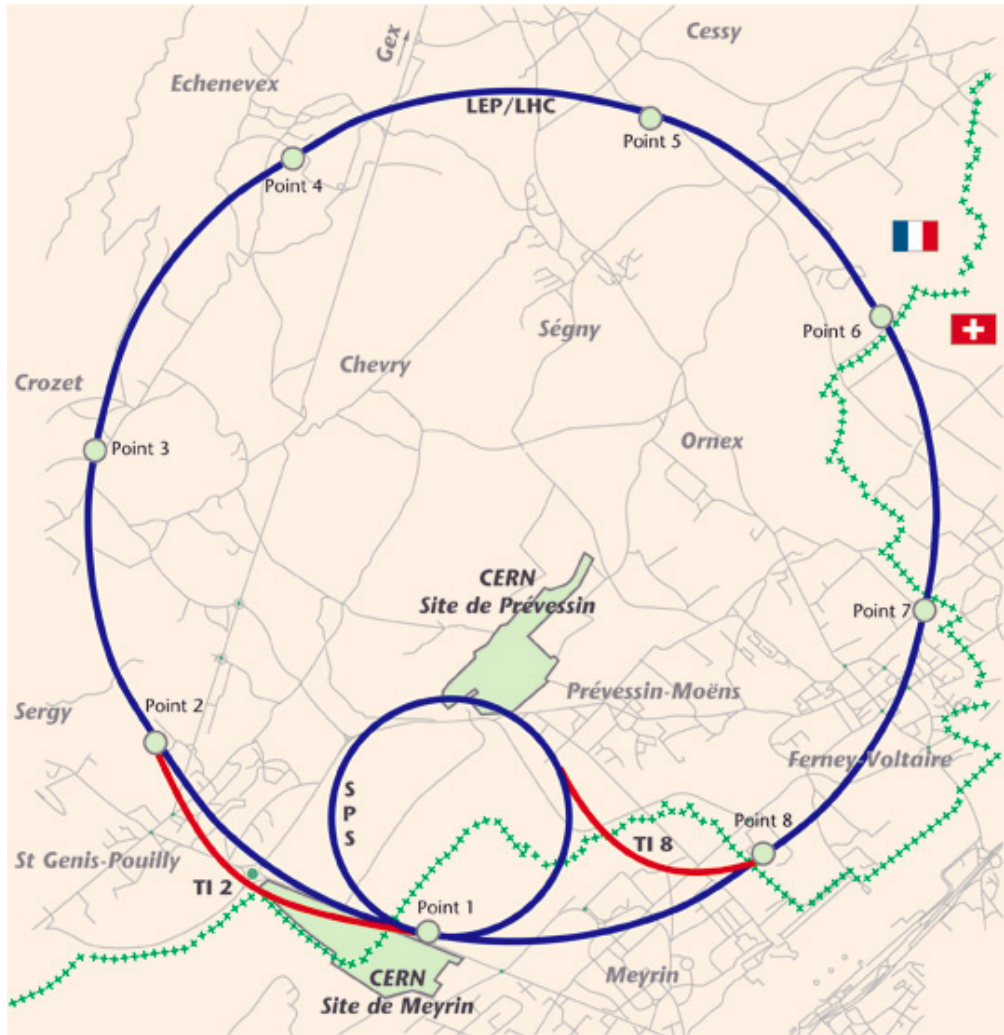 Cessy
Gex
Echenevex
LEP/LHC
Point 5
Point 4
Point 6
Ségny
Chevry
Crozet
Point 3
Ornex
CERN
Site de Prévessin
Point 7
Prévessin-Moëns
Point 2
Sergy
Ferney-Voltaire
SPS
Point 8
TI 8
St Genis-Pouilly
TI 2
Point 1
CERN
Site de Meyrin
Meyrin